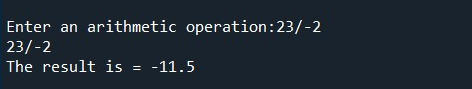 Enter an arithmetic operation:23/-2
23/-2
The result is = -11.5